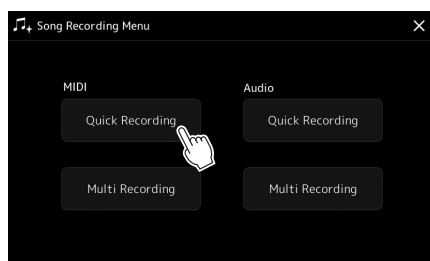 Song Recording Menu
MIDI
Audio
Quick Recording
Quick Recording
Multi Recording
Multi Recording